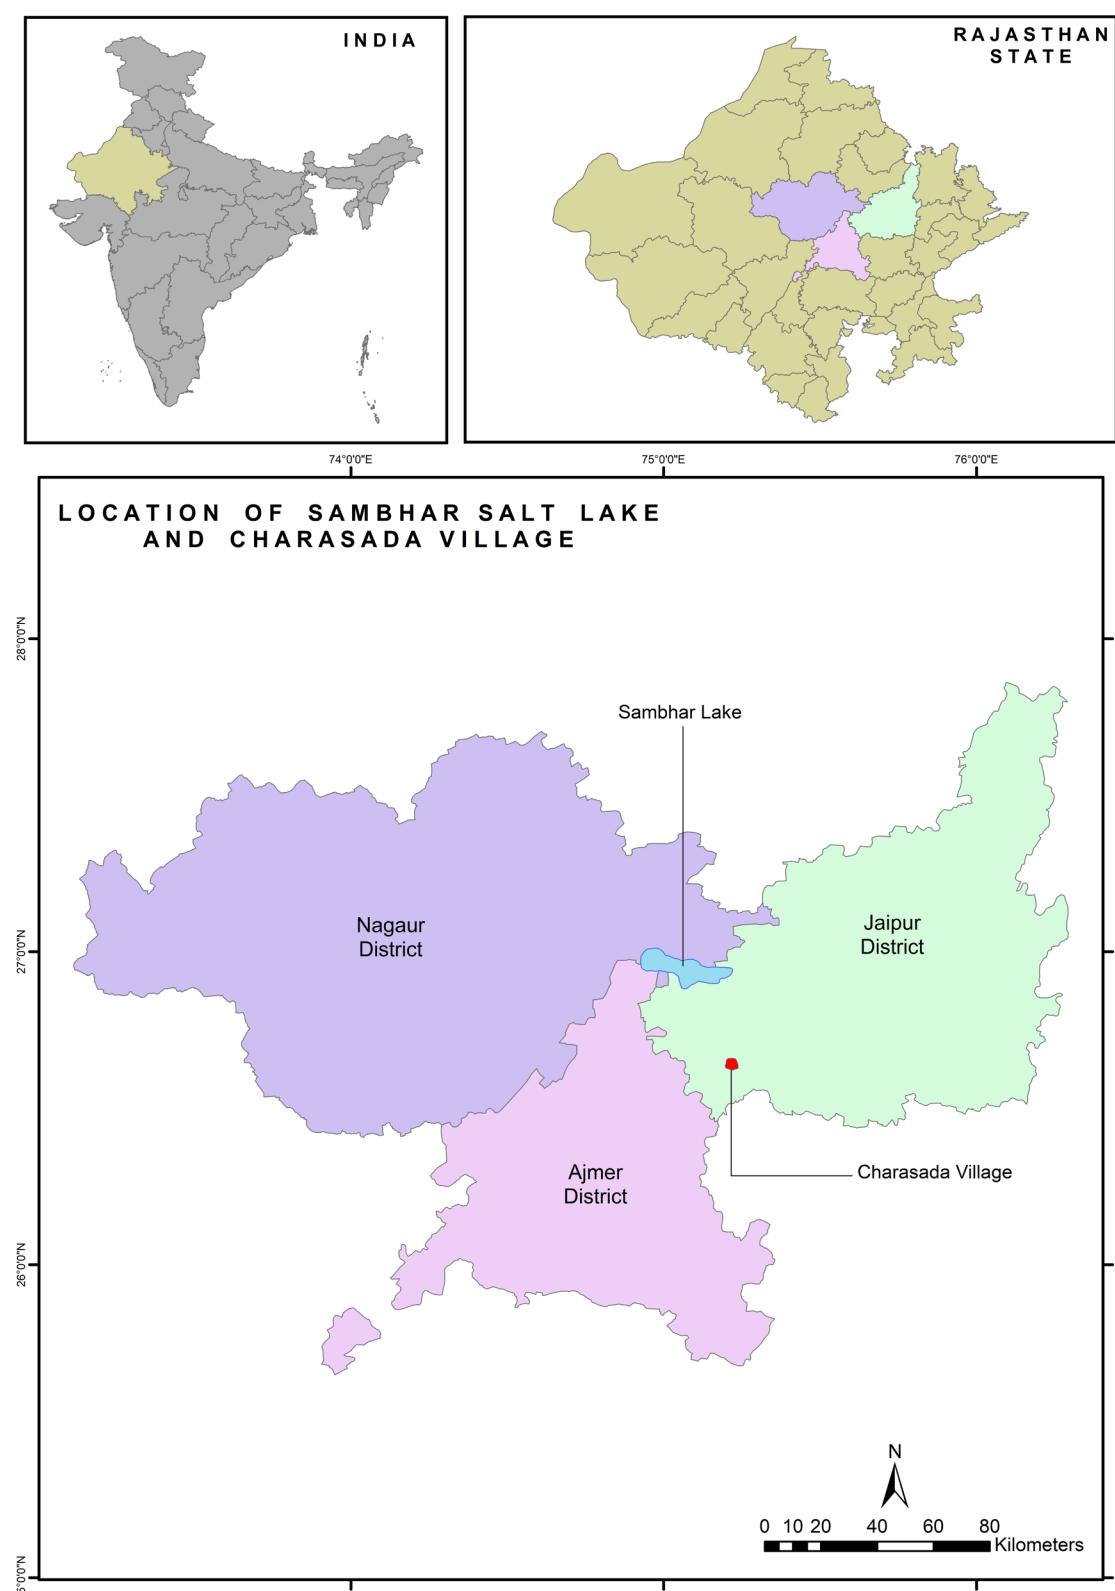 INDIA
RAJASTHAN
STATE
74°0'0"E
75°0'0"E
76°0'0"E
LOCATION OF SAMBHAR SALT LAKE
AND CHARASADA VILLAGE
28°0'0"N
Sambhar Lake
Nagaur
District
Jaipur
District
27°0'0"N
Ajmer
District
Charasada Village
26°0'0"N
N
0 10 20 40 60 80
Kilometers
°0'0"N